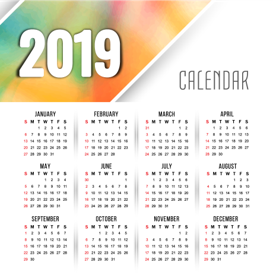 2019
CALENDAR
JANUARY
S M T W T F S
1 2 3 4 5
6 7 8 9 10 11 12
13 14 15 16 17 18 19
20 21 22 23 24 25 26
27 28 29 30 31
FEBRUARY
S M T W T F S
1 2
3 4 5 6 7 8 9
10 11 12 13 14 15 16
17 18 19 20 21 22 23
24 25 26 27 28
MARCH
S M T W T F S
31 1 2
3 4 5 6 7 8 9
10 11 12 13 14 15 16
17 18 19 20 21 22 23
24 25 26 27 28 29 30
APRIL
S M T W T F S
1 2 3 4 5 6
7 8 9 10 11 12 13
14 15 16 17 18 19 20
21 22 23 24 25 26 27
28 29 30
MAY
S M T W T F S
1 2 3 4
5 6 7 8 9 10 11
12 13 14 15 16 17 18
19 20 21 22 23 24 25
26 27 28 29 30 31
JUNE
S M T W T F S
30 1
2 3 4 5 6 7 8
9 10 11 12 13 14 15
16 17 18 19 20 21 22
23 24 25 26 27 28 29
JULY
S M T W T F S
1 2 3 4 5 6
7 8 9 10 11 12 13
14 15 16 17 18 19 20
21 22 23 24 25 26 27
28 29 30 31
AUGUST
S M T W T F S
1 2 3
4 5 6 7 8 9 10
11 12 13 14 15 16 17
18 19 20 21 22 23 24
25 26 27 28 29 30 31
SEPTEMBER
S M T W T F S
1 2 3 4 5 6 7
8 9 10 11 12 13 14
15 16 17 18 19 20 21
22 23 24 25 26 27 28
29 30
OCTOBER
S M T W T F S
1 2 3 4 5
6 7 8 9 10 11 12
13 14 15 16 17 18 19
20 21 22 23 24 25 26
27 28 29 30 31
NOVEMBER
S M T W T F S
1 2
3 4 5 6 7 8 9
10 11 12 13 14 15 16
17 18 19 20 21 22 23
24 25 26 27 28 29 30
DECEMBER
S M T W T F S
1 2 3 4 5 6 7
8 9 10 11 12 13 14
15 16 17 18 19 20 21
22 23 24 25 26 27 28
29 30 31